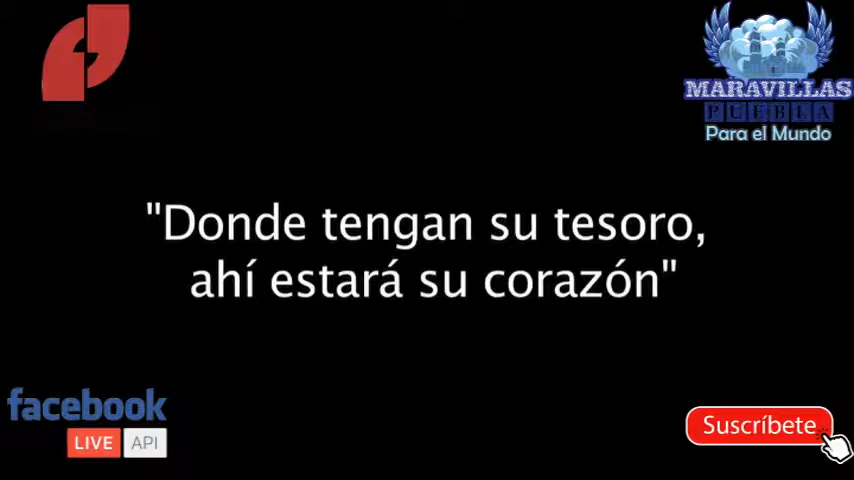 MARAVILLAS
PUEBLA
Para el Mundo
"Donde tengan su tesoro,
ahí estará su corazón"
facebook
LIVE API
Suscríbete